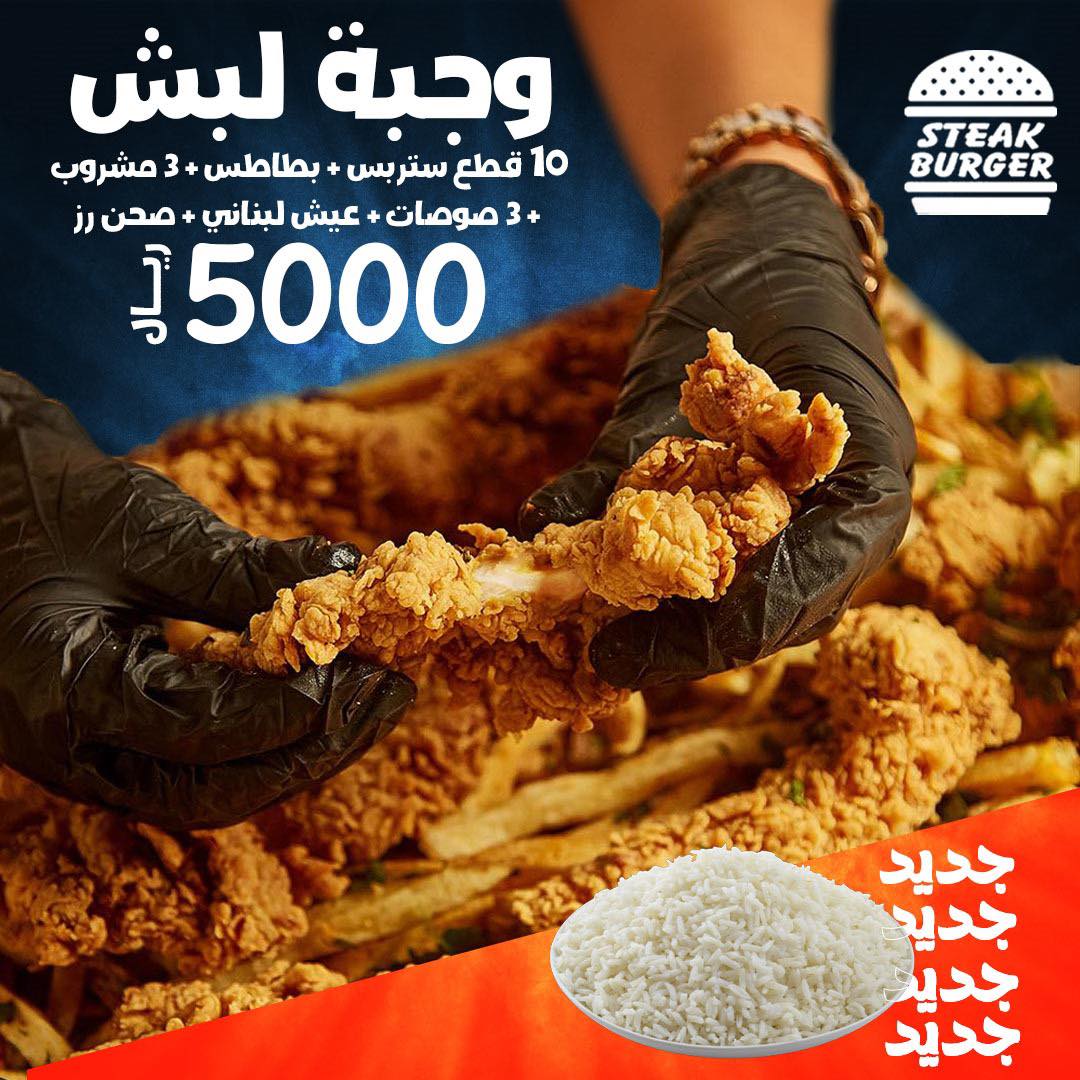 وجبة لبش
10 قطع ستربس + بطاطس + 3 مشروب
+ 3 صوصات + عيش لبناني + صحن رز
5000 ريال
STEAK
BURGER
جديد
جديد
جديد
جديد